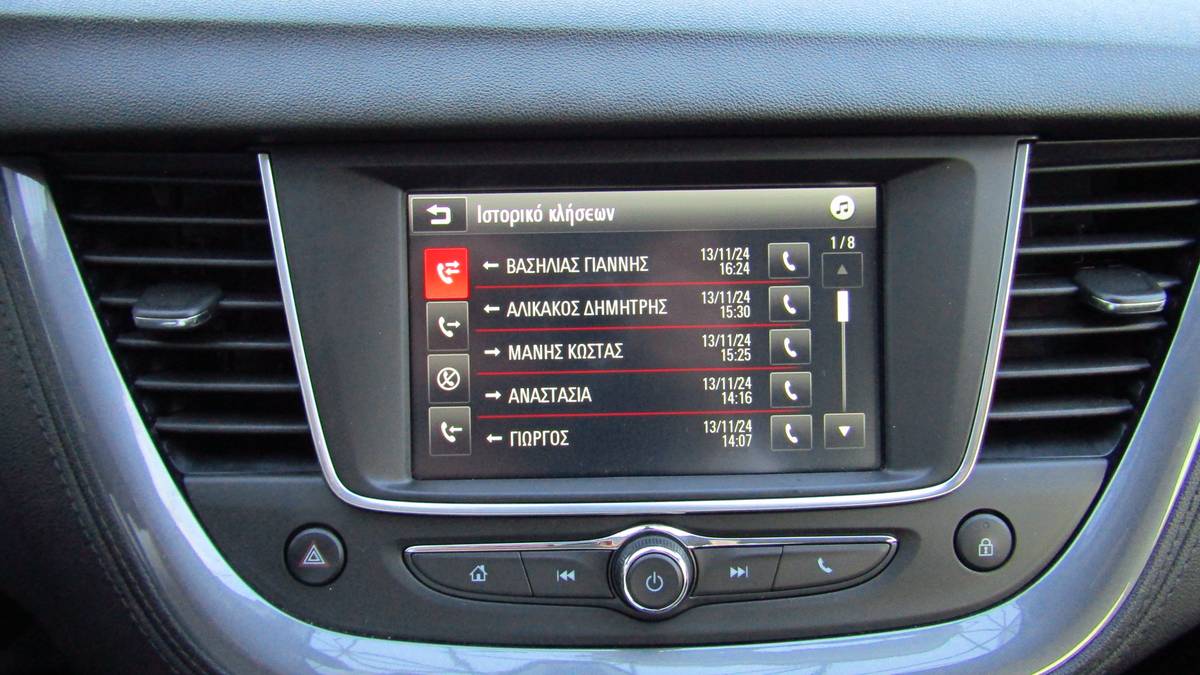 Ιστορικό κλήσεων
1/8
ΒΑΣΗΛΙΑΣ ΓΙΑΝΝΗΣ 13/11/24
16:24
ΑΛΙΚΑΚΟΣ ΔΗΜΗΤΡΗΣ 13/11/24
15:30
ΜΑΝΗΣ ΚΩΣΤΑΣ 13/11/24
15:25
ΑΝΑΣΤΑΣΙΑ 13/11/24
14:16
ΓΙΩΡΓΟΣ 13/11/24
14:07